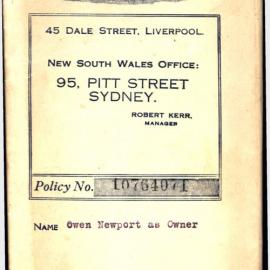 45 DALE STREET, LIVERPOOL.
NEW SOUTH WALES OFFICE:
95, PITT STREET
SYDNEY.
ROBERT KERR,
MANAGER
Policy No. 10764071
NAME Owen Newport as Owner